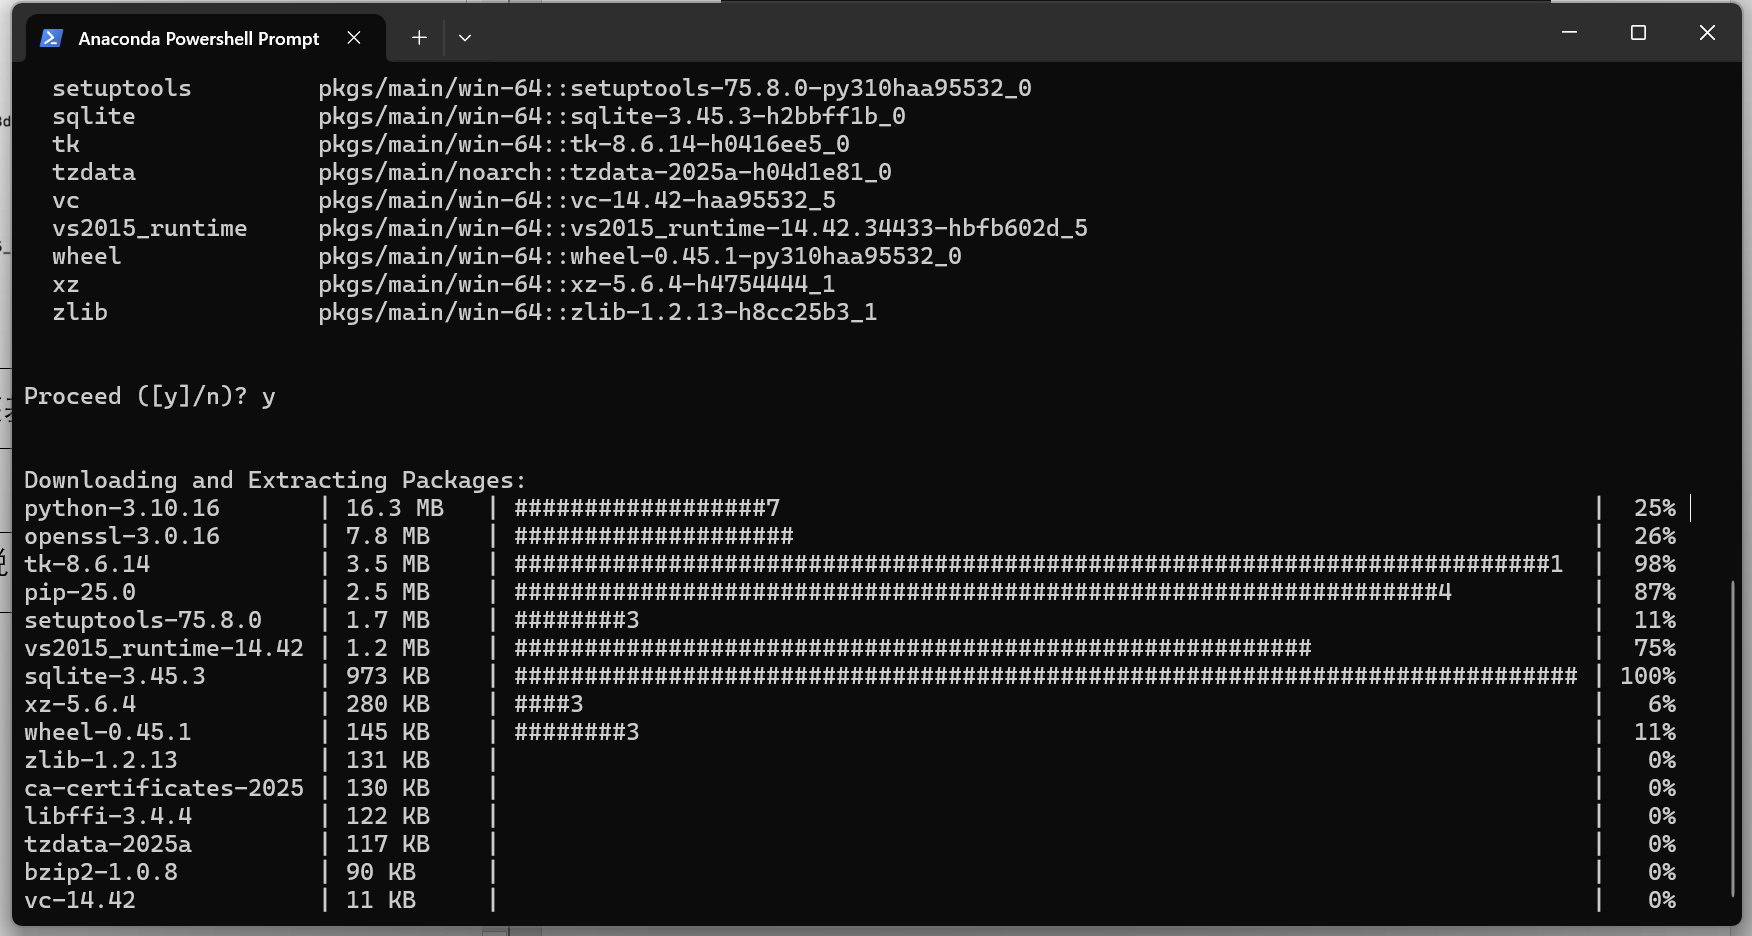 Anaconda Powershell Prompt
setuptools pkgs/main/win-64::setuptools-75.8.0-py310haa95532_0
sqlite pkgs/main/win-64::sqlite-3.45.3-h2bbff1b_0
tk pkgs/main/win-64::tk-8.6.14-h0416ee5_0
tzdata pkgs/main/noarch::tzdata-2025a-h04d1e81_0
vc pkgs/main/win-64::vc-14.42-haa95532_5
vs2015_runtime pkgs/main/win-64::vs2015_runtime-14.42.34433-hbfb602d_5
wheel pkgs/main/win-64::wheel-0.45.1-py310haa95532_0
xz pkgs/main/win-64::xz-5.6.4-h4754444_1
zlib pkgs/main/win-64::zlib-1.2.13-h8cc25b3_1
Proceed ([y]/n)? y
Downloading and Extracting Packages:
python-3.10.16 | 16.3 MB | ##################7 | 25%
openssl-3.0.16 | 7.8 MB | #################### | 26%
tk-8.6.14 | 3.5 MB | ##########################################################################1 | 98%
pip-25.0 | 2.5 MB | ##################################################################4 | 87%
setuptools-75.8.0 | 1.7 MB | ########3 | 11%
vs2015_runtime-14.42 | 1.2 MB | ######################################################### | 75%
sqlite-3.45.3 | 973 KB | ############################################################################ | 100%
xz-5.6.4 | 280 KB | ####3 | 6%
wheel-0.45.1 | 145 KB | ########3 | 11%
zlib-1.2.13 | 131 KB | | 0%
ca-certificates-2025 | 130 KB | | 0%
libffi-3.4.4 | 122 KB | | 0%
tzdata-2025a | 117 KB | | 0%
bzip2-1.0.8 | 90 KB | | 0%
vc-14.42 | 11 KB | | 0%